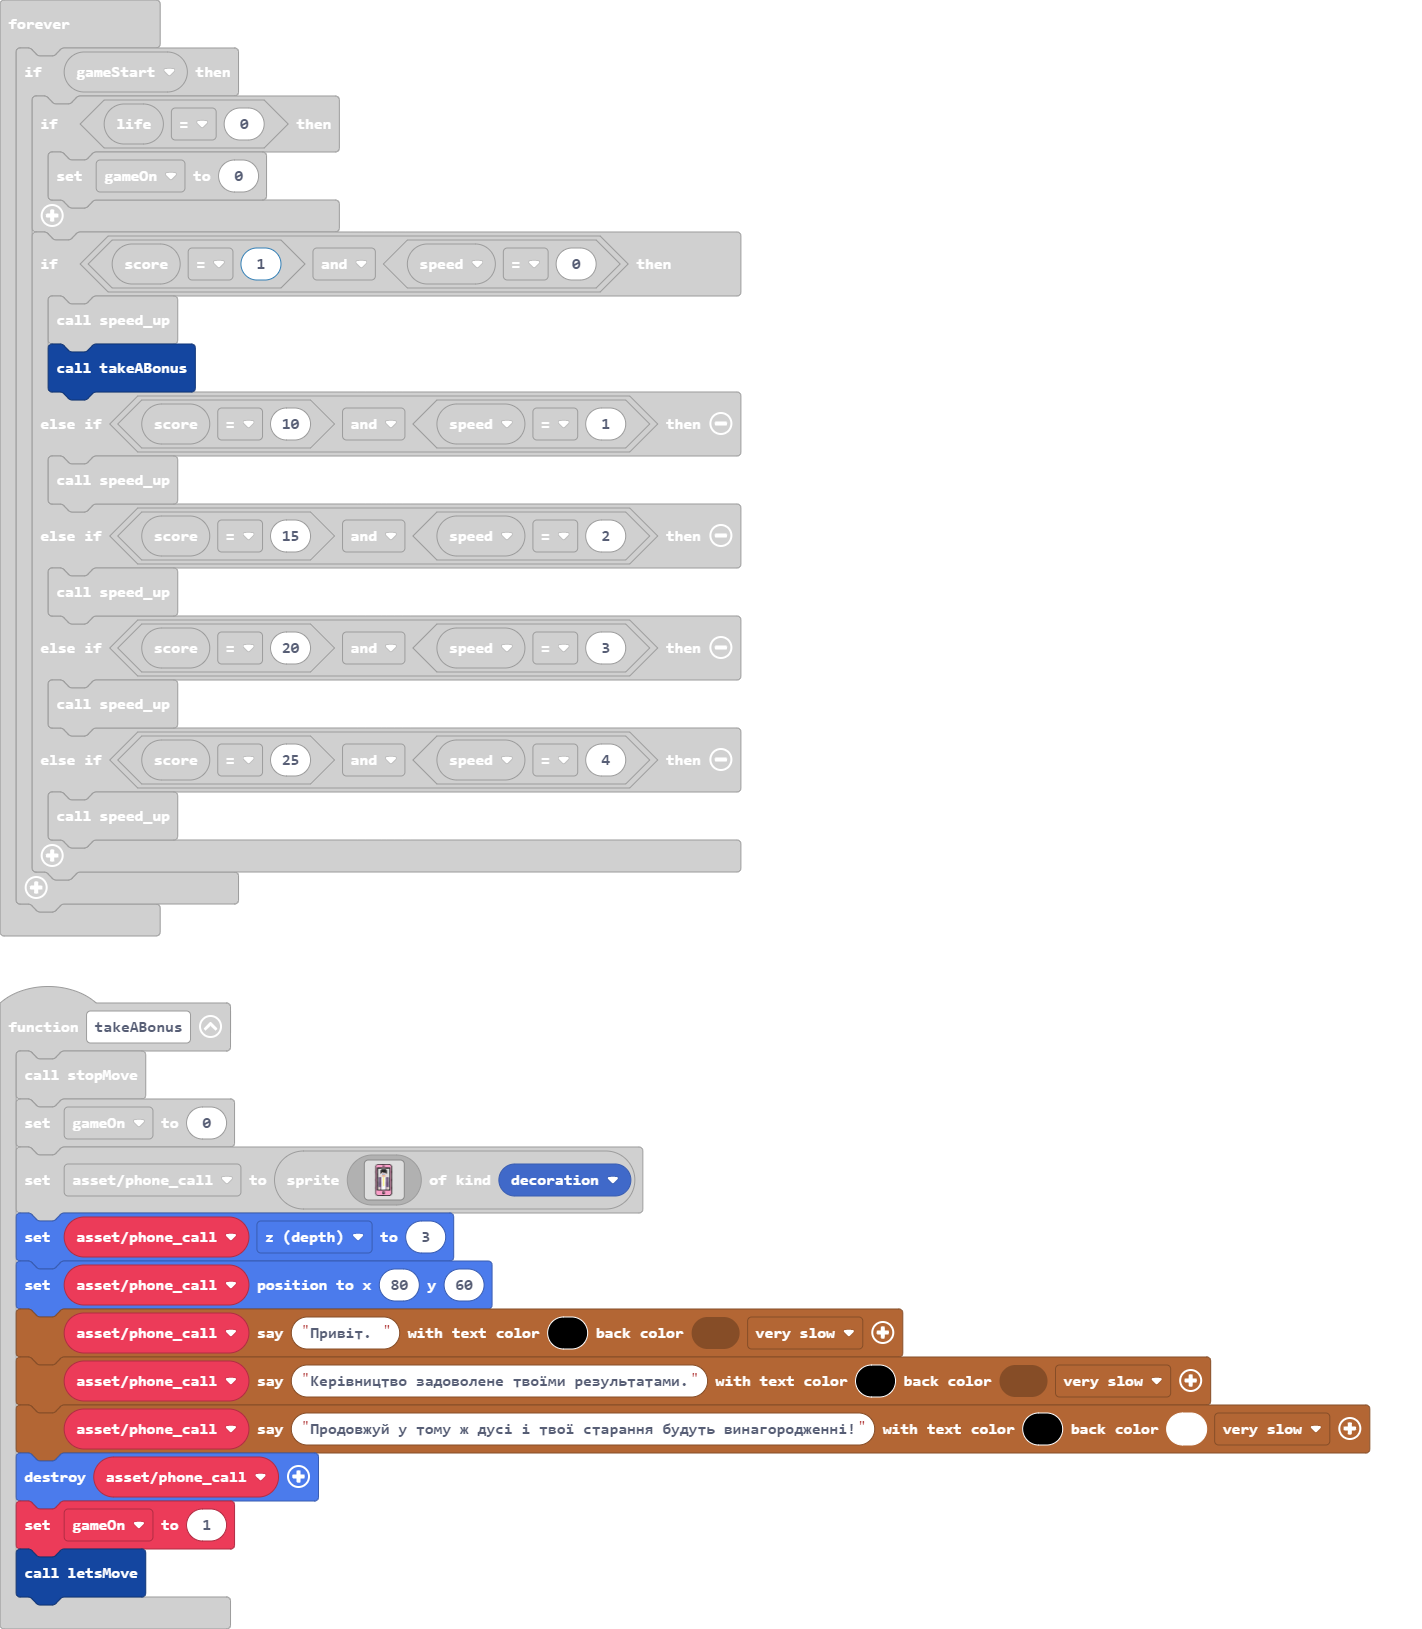 forever
if gameStart then
if life = 0 then
set gameOn to 0
if score = 1 and speed = 0 then
call speed_up
call takeABonus
else if score = 10 and speed = 1 then
call speed_up
else if score = 15 and speed = 2 then
call speed_up
else if score = 20 and speed = 3 then
call speed_up
else if score = 25 and speed = 4 then
call speed_up
function takeABonus
call stopMove
set gameOn to 0
set asset/phone_call to sprite of kind decoration
set asset/phone_call z (depth) to 3
set asset/phone_call position to x 80 y 60
asset/phone_call say "Привіт. " with text color back color very slow
asset/phone_call say "Керівництво задоволене твоїми результатами." with text color back color very slow
asset/phone_call say "Продовжуй у тому ж дусі і твої старання будуть винагородженні!" with text color back color very slow
destroy asset/phone_call
set gameOn to 1
call letsMove